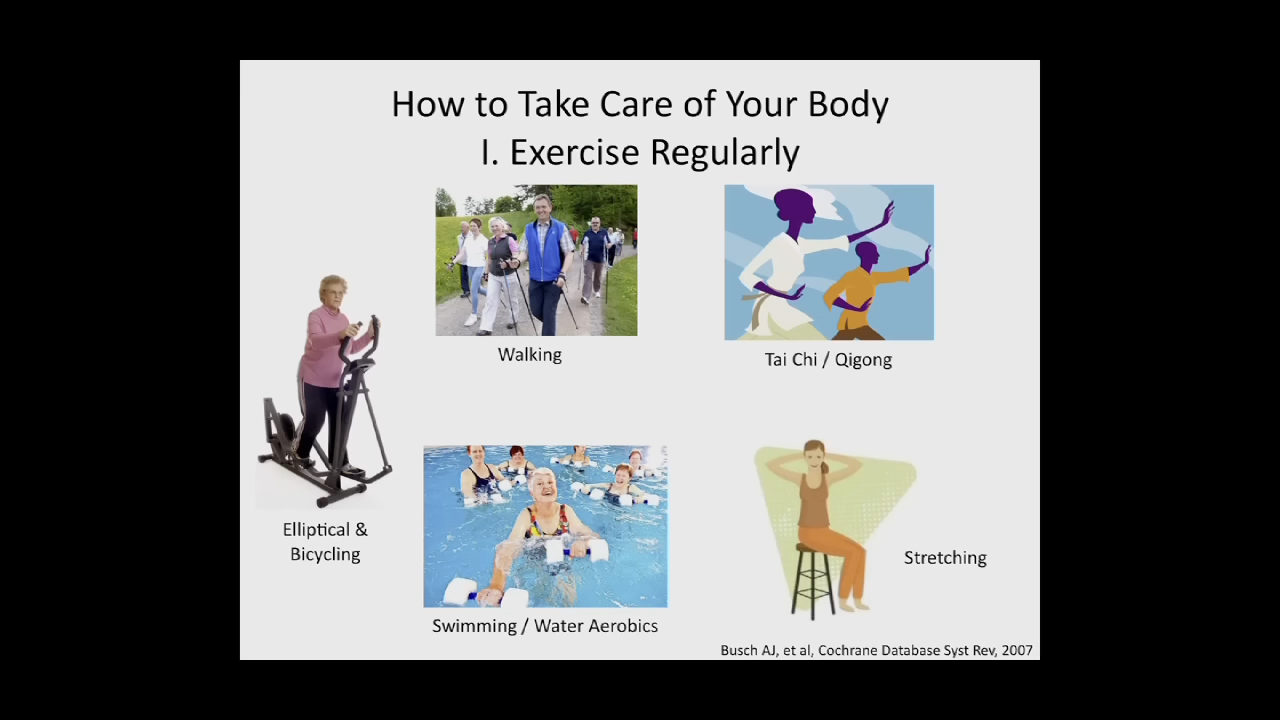 How to Take Care of Your Body
I. Exercise Regularly
Walking
Tai Chi / Qigong
Elliptical &
Bicycling
Stretching
Swimming / Water Aerobics
Busch AJ, et al, Cochrane Database Syst Rev, 2007